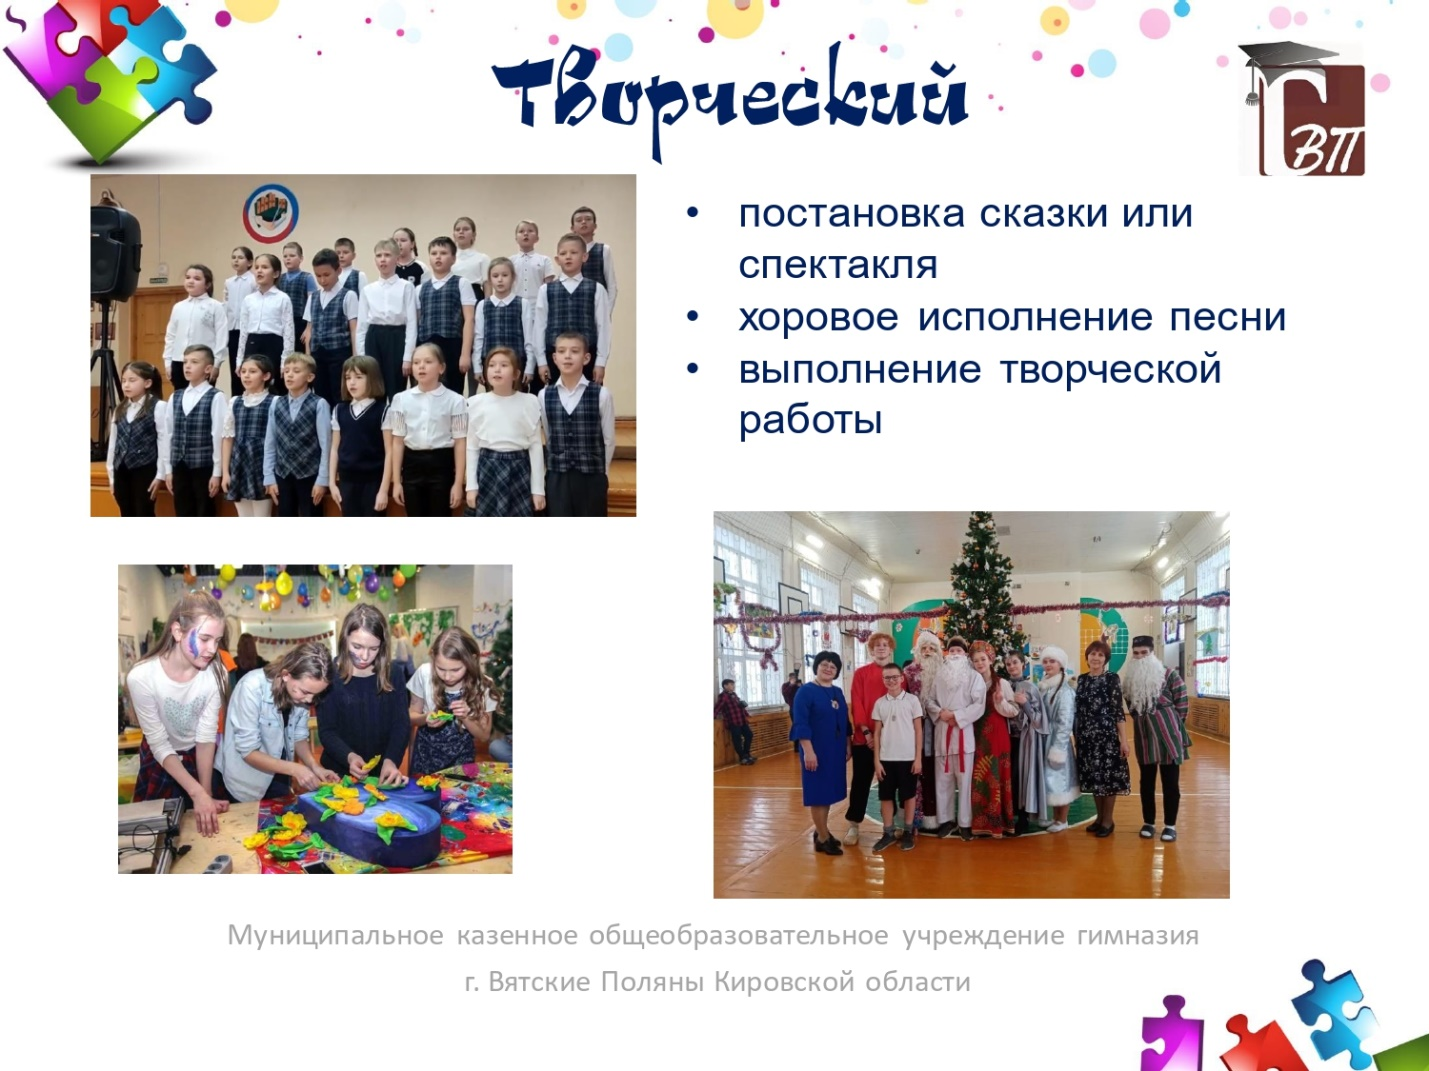 Творческий
ГВП
• постановка сказки или
спектакля
• хоровое исполнение песни
• выполнение творческой
работы
Муниципальное казенное общеобразовательное учреждение гимназия
г. Вятские Поляны Кировской области